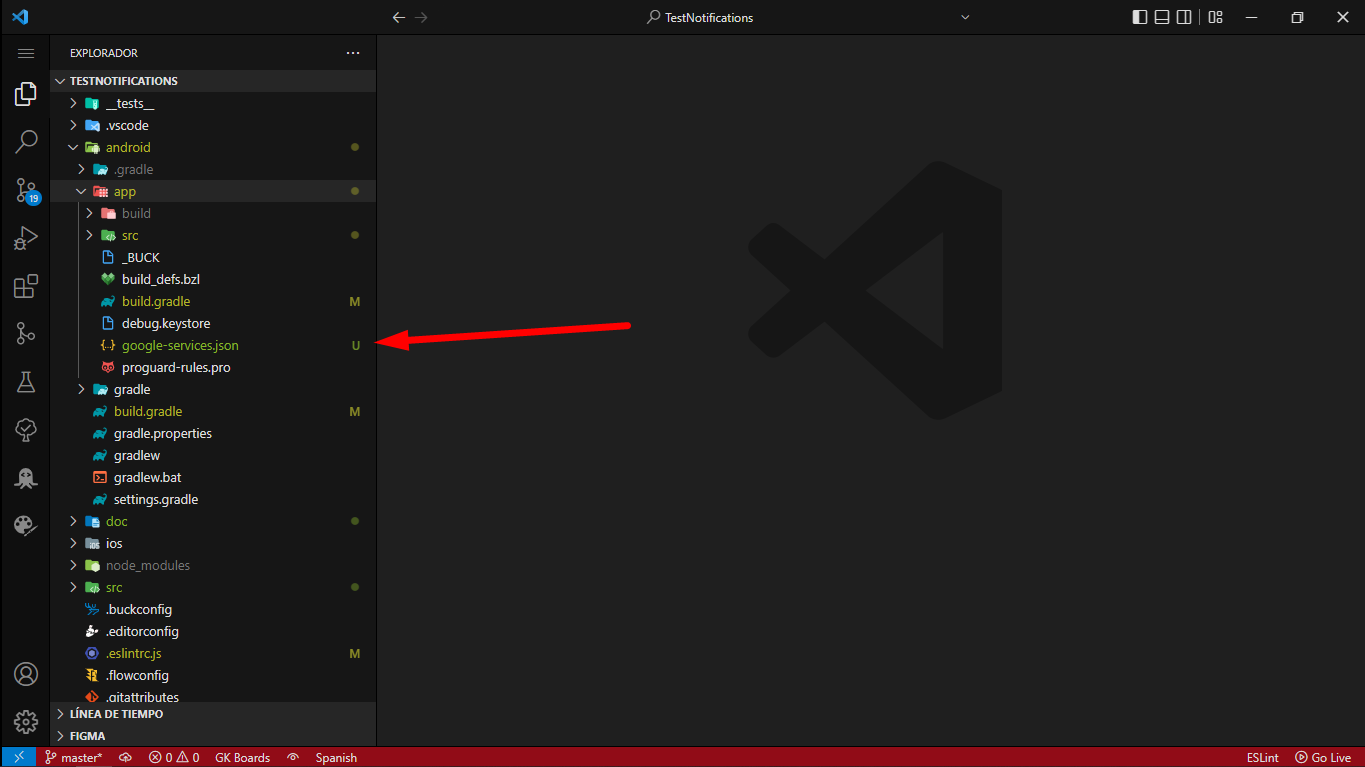 TestNotifications
EXPLORADOR
TESTNOTIFICATIONS
__tests__
.vscode
android
.gradle
app
build
src
_BUCK
build_defs.bzl
build.gradle M
debug.keystore
google-services.json U
proguard-rules.pro
gradle
build.gradle M
gradle.properties
gradlew
gradlew.bat
settings.gradle
doc
ios
node_modules
src
.buckconfig
.editorconfig
.eslintrc.js M
.flowconfig
.gitattributes
LÍNEA DE TIEMPO
FIGMA
19
master* 0 0 GK Boards Spanish ESLint Go Live